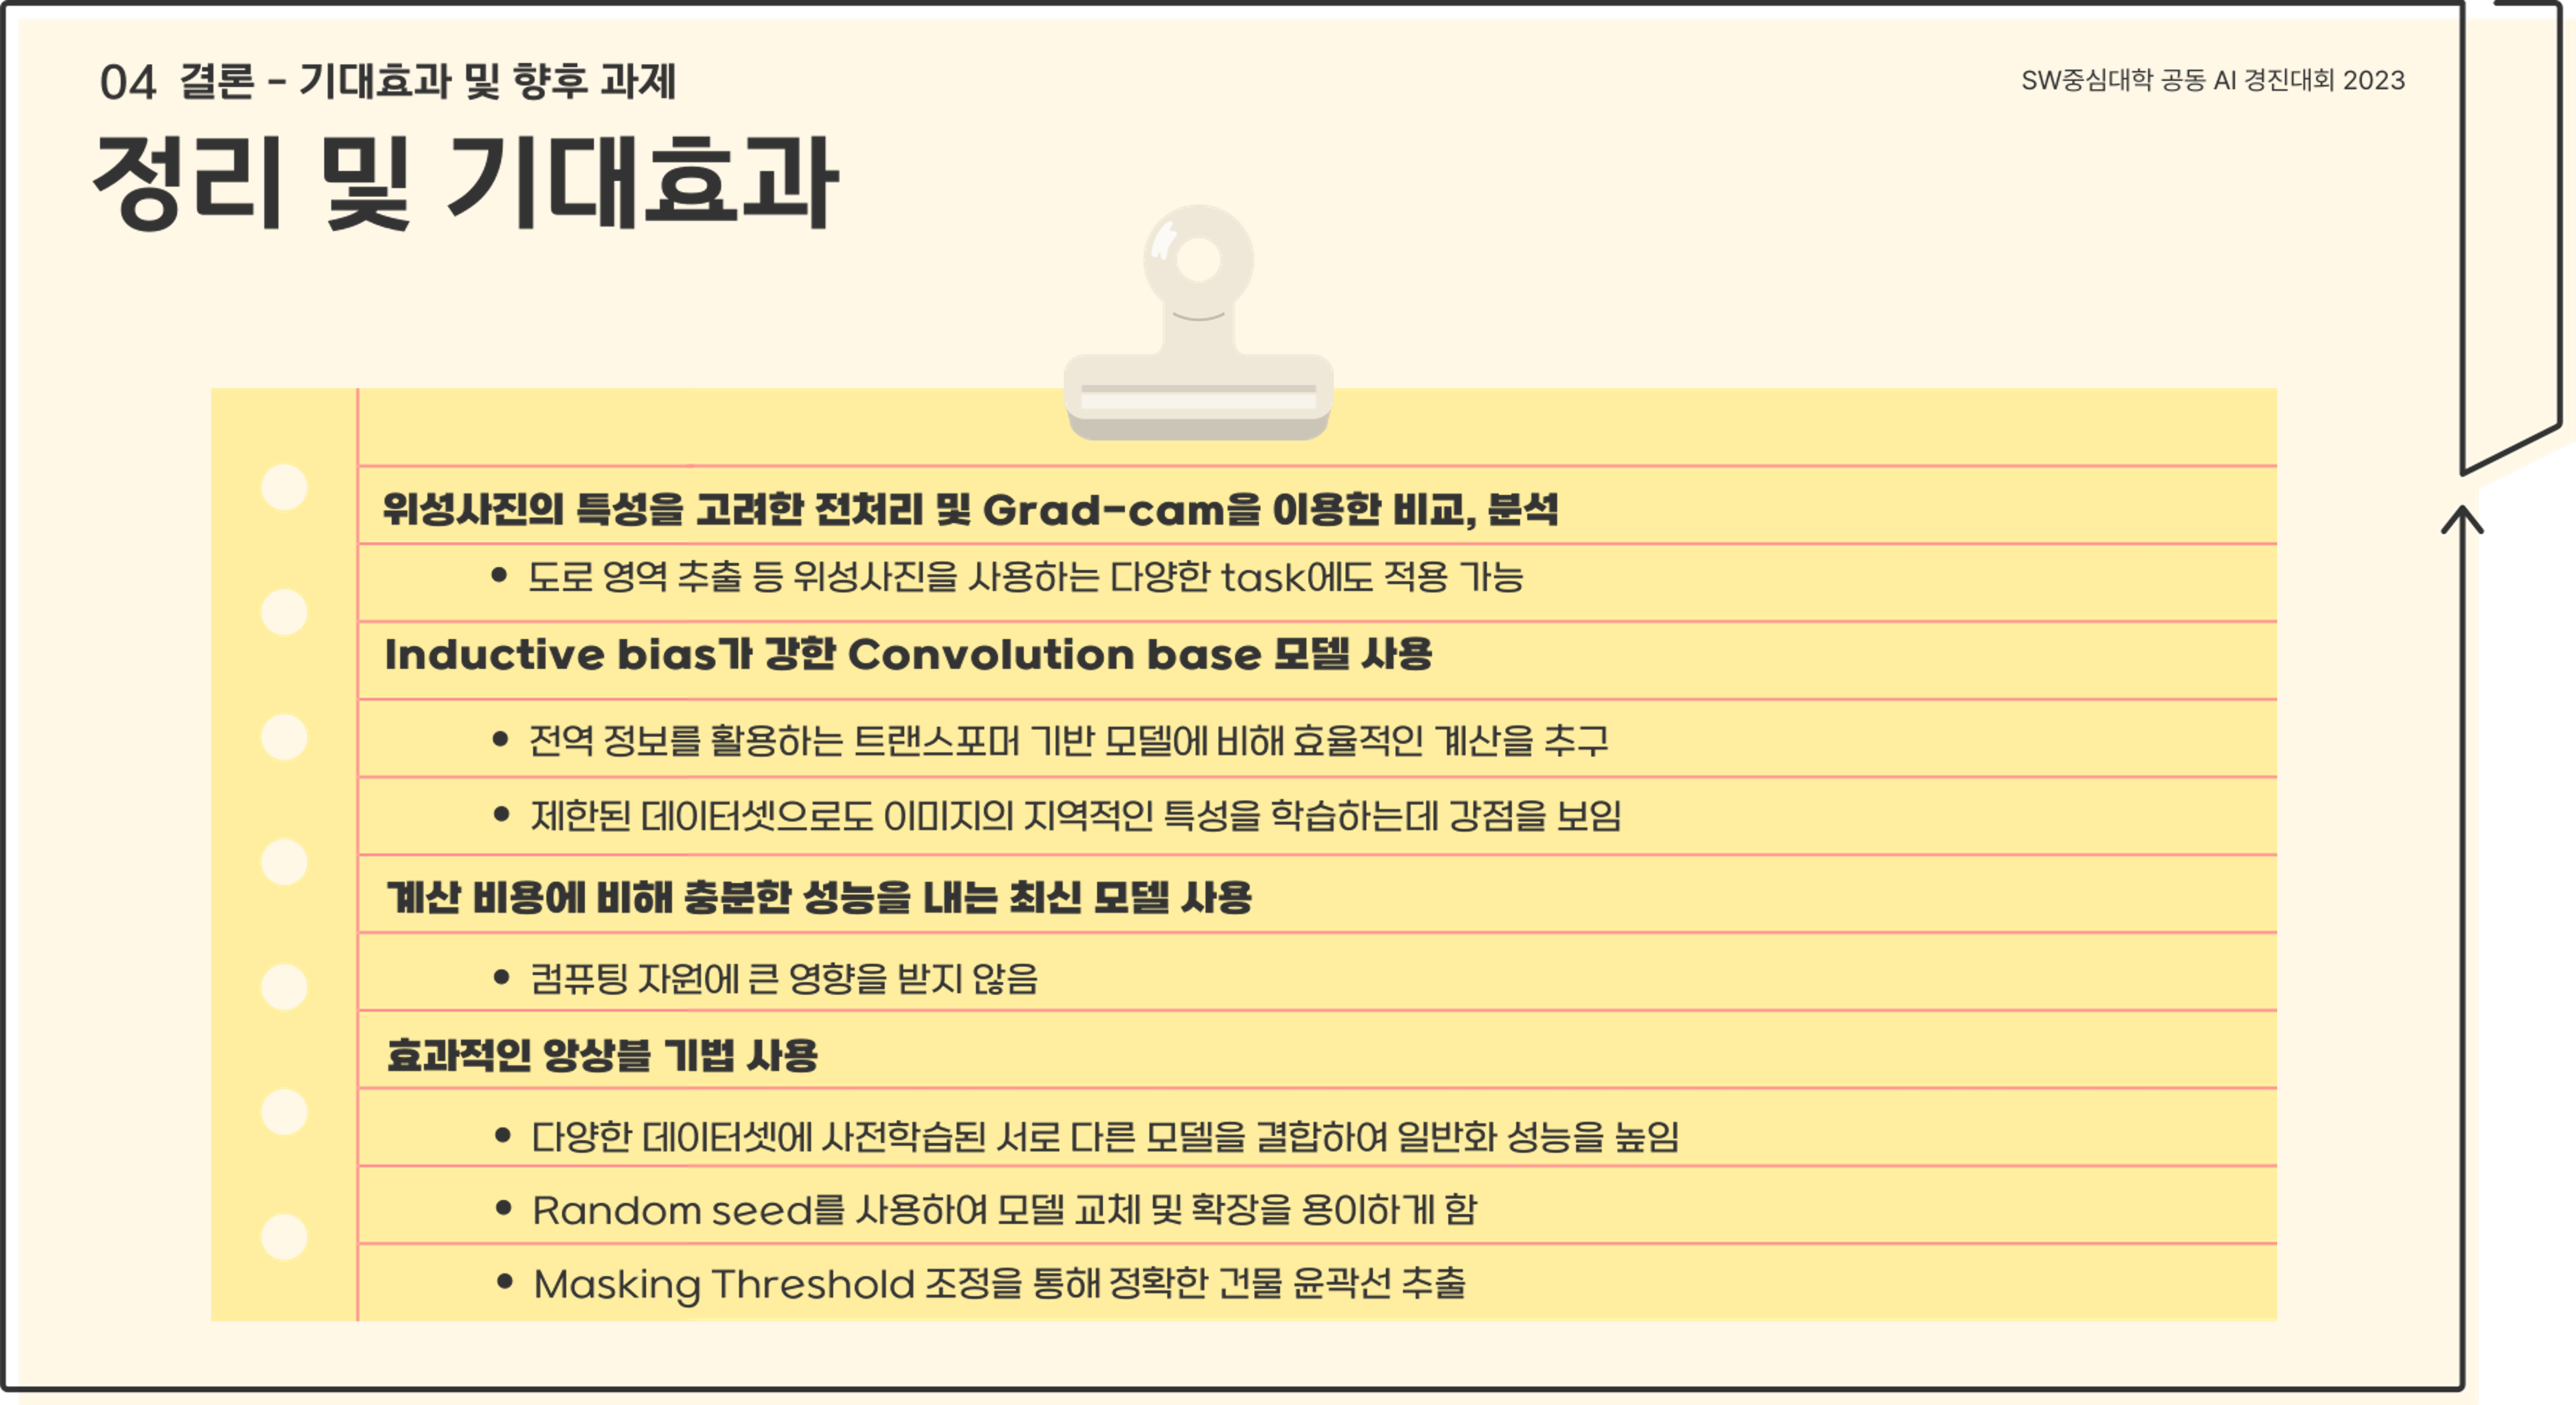 04 결론 - 기대효과 및 향후 과제
SW중심대학 공동 AI 경진대회 2023
정리 및 기대효과
위성사진의 특성을 고려한 전처리 및 Grad-cam을 이용한 비교, 분석
• 도로 영역 추출 등 위성사진을 사용하는 다양한 task에도 적용 가능
Inductive bias가 강한 Convolution base 모델 사용
• 전역 정보를 활용하는 트랜스포머 기반 모델에 비해 효율적인 계산을 추구
• 제한된 데이터셋으로도 이미지의 지역적인 특성을 학습하는데 강점을 보임
계산 비용에 비해 충분한 성능을 내는 최신 모델 사용
• 컴퓨팅 자원에 큰 영향을 받지 않음
효과적인 앙상블 기법 사용
• 다양한 데이터셋에 사전학습된 서로 다른 모델을 결합하여 일반화 성능을 높임
• Random seed를 사용하여 모델 교체 및 확장을 용이하게 함
• Masking Threshold 조정을 통해 정확한 건물 윤곽선 추출